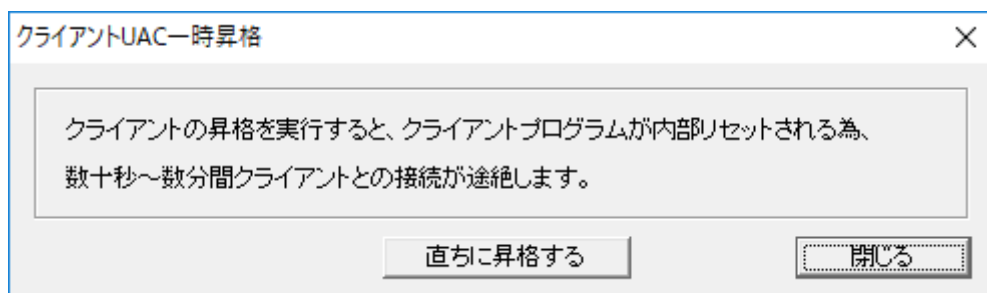 クライアントUAC一時昇格
クライアントの昇格を実行すると、クライアントプログラムが内部リセットされる為、
数十秒～数分間クライアントとの接続が途絶します。
直ちに昇格する
閉じる